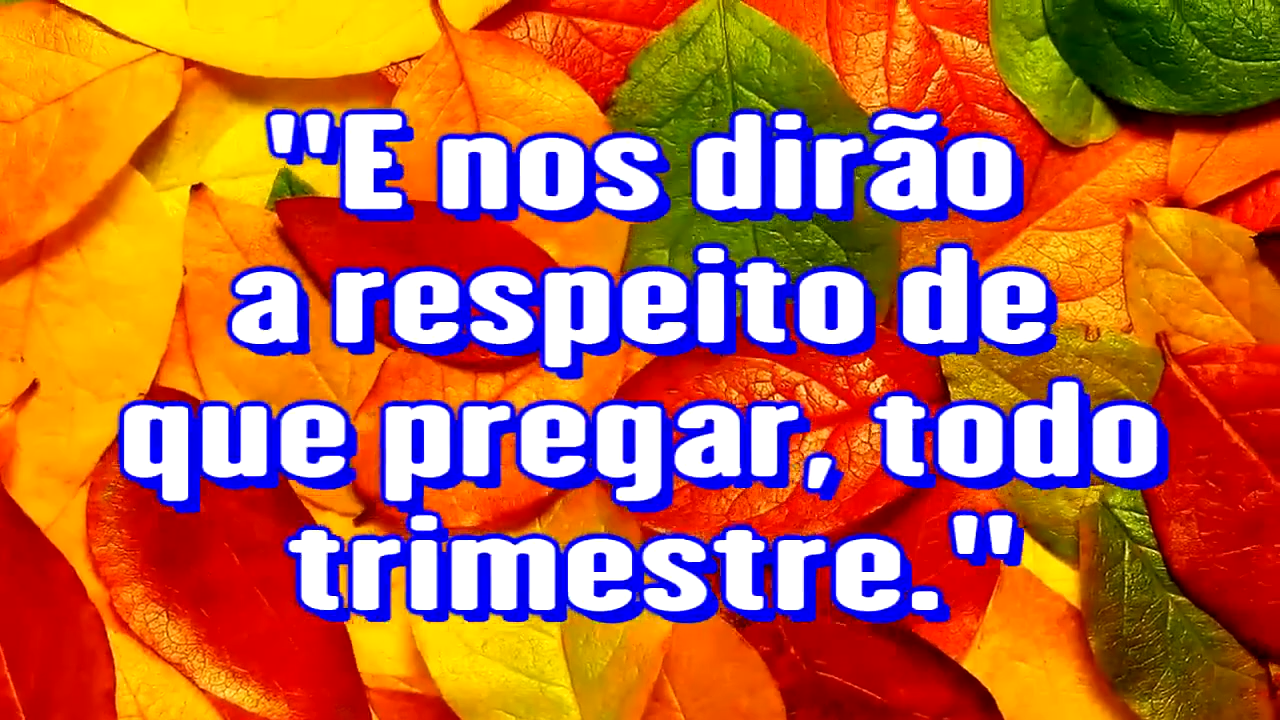 "E nos dirão
a respeito de
que pregar, todo
trimestre."